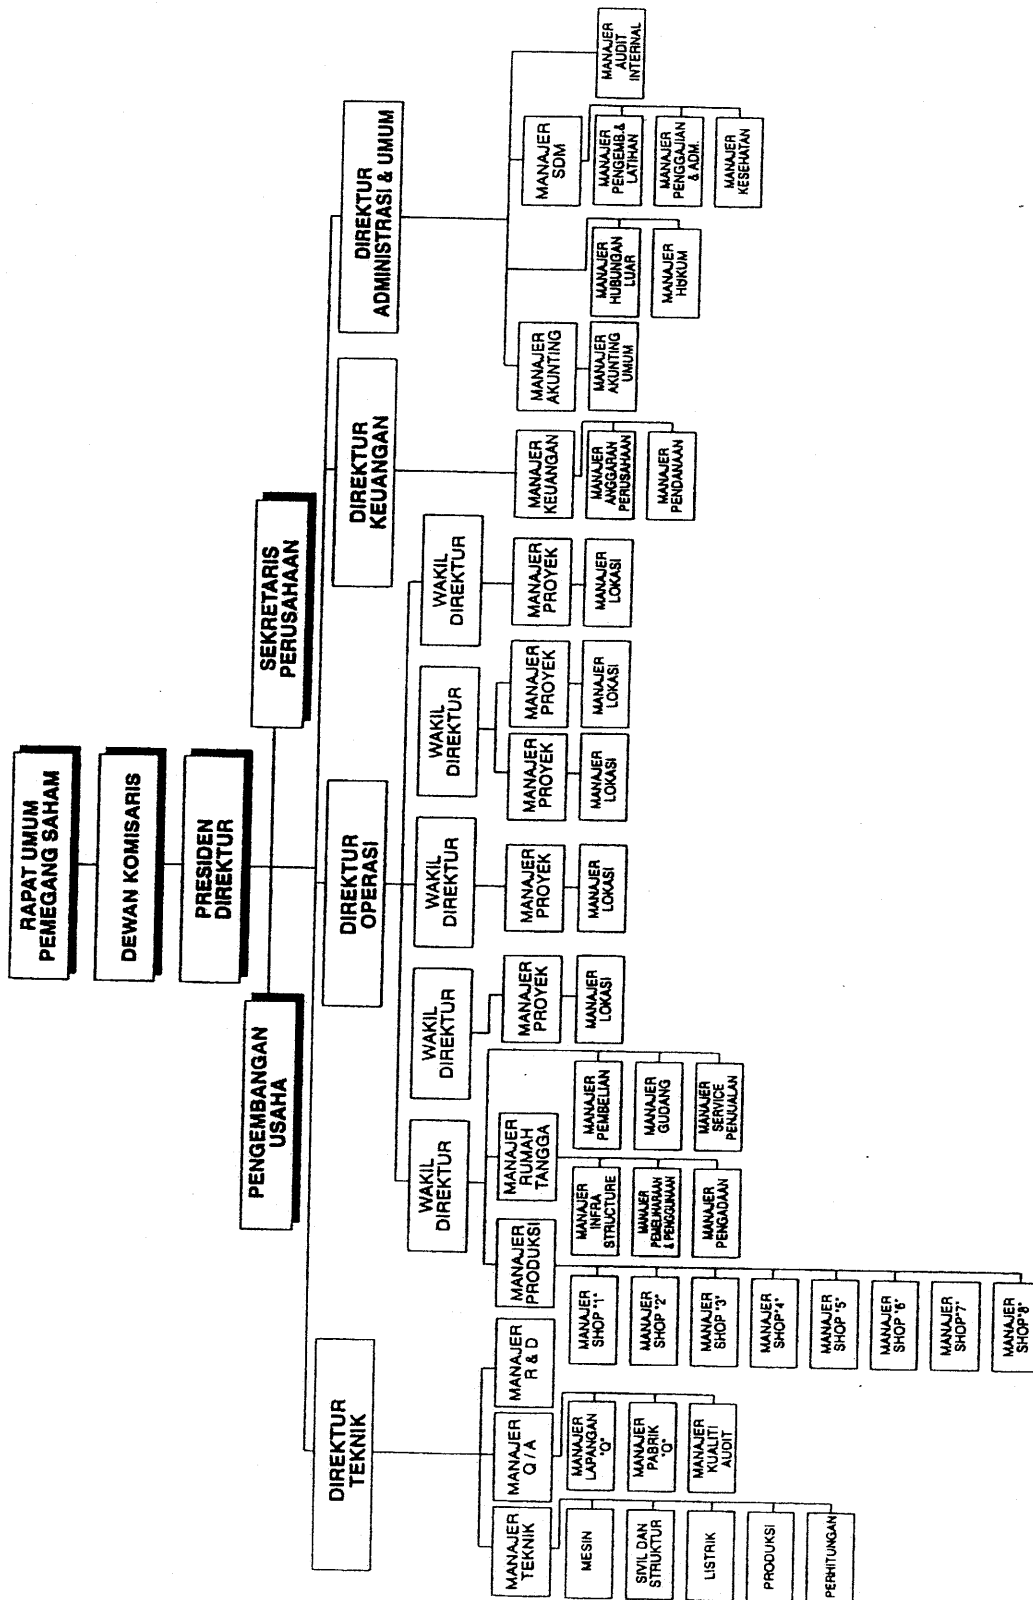 RAPAT UMUM
PEMEGANG SAHAM
DEWAN KOMISARIS
PRESIDEN
DIREKTUR
PENGEMBANGAN
USAHA
SEKRETARIS
PERUSAHAAN
DIREKTUR
TEKNIK
DIREKTUR
OPERASI
DIREKTUR
KEUANGAN
DIREKTUR
ADMINISTRASI & UMUM
WAKIL
DIREKTUR
WAKIL
DIREKTUR
WAKIL
DIREKTUR
WAKIL
DIREKTUR
WAKIL
DIREKTUR
MANAJER
TEKNIK
MANAJER
Q / A
MANAJER
R & D
MANAJER
PRODUKSI
MANAJER
RUMAH
TANGGA
MANAJER
PROYEK
MANAJER
PROYEK
MANAJER
PROYEK
MANAJER
PROYEK
MANAJER
PROYEK
MANAJER
KEUANGAN
MANAJER
AKUNTING
MANAJER
SDM
MESIN
SIVIL DAN
STRUKTUR
LISTRIK
PRODUKSI
PERHITUNGAN
MANAJER
LAPANGAN
"Q"
MANAJER
PABRIK
"Q"
MANAJER
KUALITI
AUDIT
MANAJER
SHOP "1"
MANAJER
SHOP "2"
MANAJER
SHOP "3"
MANAJER
SHOP"4"
MANAJER
SHOP"5"
MANAJER
SHOP "6"
MANAJER
SHOP"7"
MANAJER
SHOP"8"
MANAJER
INFRA
STRUCTURE
MANAJER
PEMELIHARAAN
& PENGGUNAAN
MANAJER
PENGADAAN
MANAJER
PEMBELIAN
MANAJER
GUDANG
MANAJER
SERVICE
PENJUALAN
MANAJER
LOKASI
MANAJER
LOKASI
MANAJER
LOKASI
MANAJER
LOKASI
MANAJER
LOKASI
MANAJER
ANGGARAN
PERUSAHAAN
MANAJER
PENDANAAN
MANAJER
AKUNTING
UMUM
MANAJER
HUBUNGAN
LUAR
MANAJER
HUKUM
MANAJER
PENGEMB.&
LATIHAN
MANAJER
PENGGAJIAN
& ADM.
MANAJER
KESEHATAN
MANAJER
AUDIT
INTERNAL